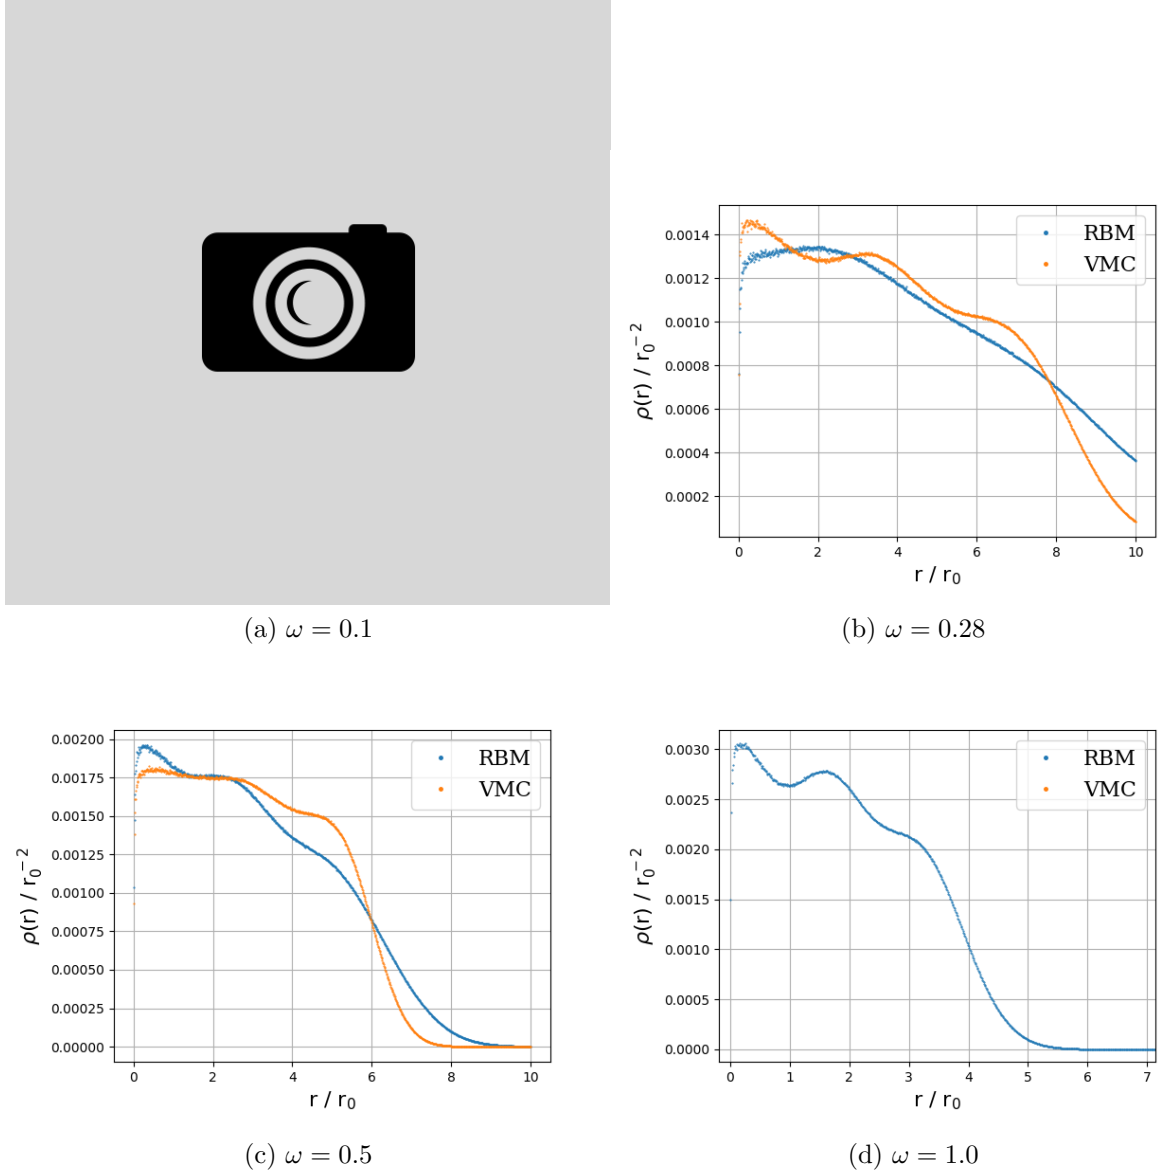 0.0014
0.0012
0.0010
0.0008
0.0006
0.0004
0.0002
ρ(r) / r₀⁻²
RBM
VMC
0 2 4 6 8 10
r / r₀
(a) ω = 0.1
(b) ω = 0.28
0.00200
0.00175
0.00150
0.00125
0.00100
0.00075
0.00050
0.00025
0.00000
ρ(r) / r₀⁻²
RBM
VMC
0 2 4 6 8 10
r / r₀
(c) ω = 0.5
0.0030
0.0025
0.0020
0.0015
0.0010
0.0005
0.0000
ρ(r) / r₀⁻²
RBM
VMC
0 1 2 3 4 5 6 7
r / r₀
(d) ω = 1.0